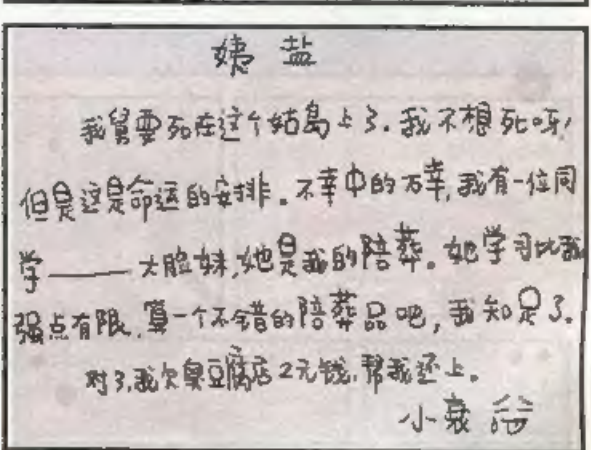 姨盐
我舅要死在这个姑岛上了.我不想死呀,
但是这是命运的安排。不幸中的万幸,我有一位同
学——大脸妹,她是我的陪葬。她学习比我
强点有限.算一个不错的陪葬品吧,我知足了.
对了,我欠臭豆腐店2元钱.帮我还上。
小衰